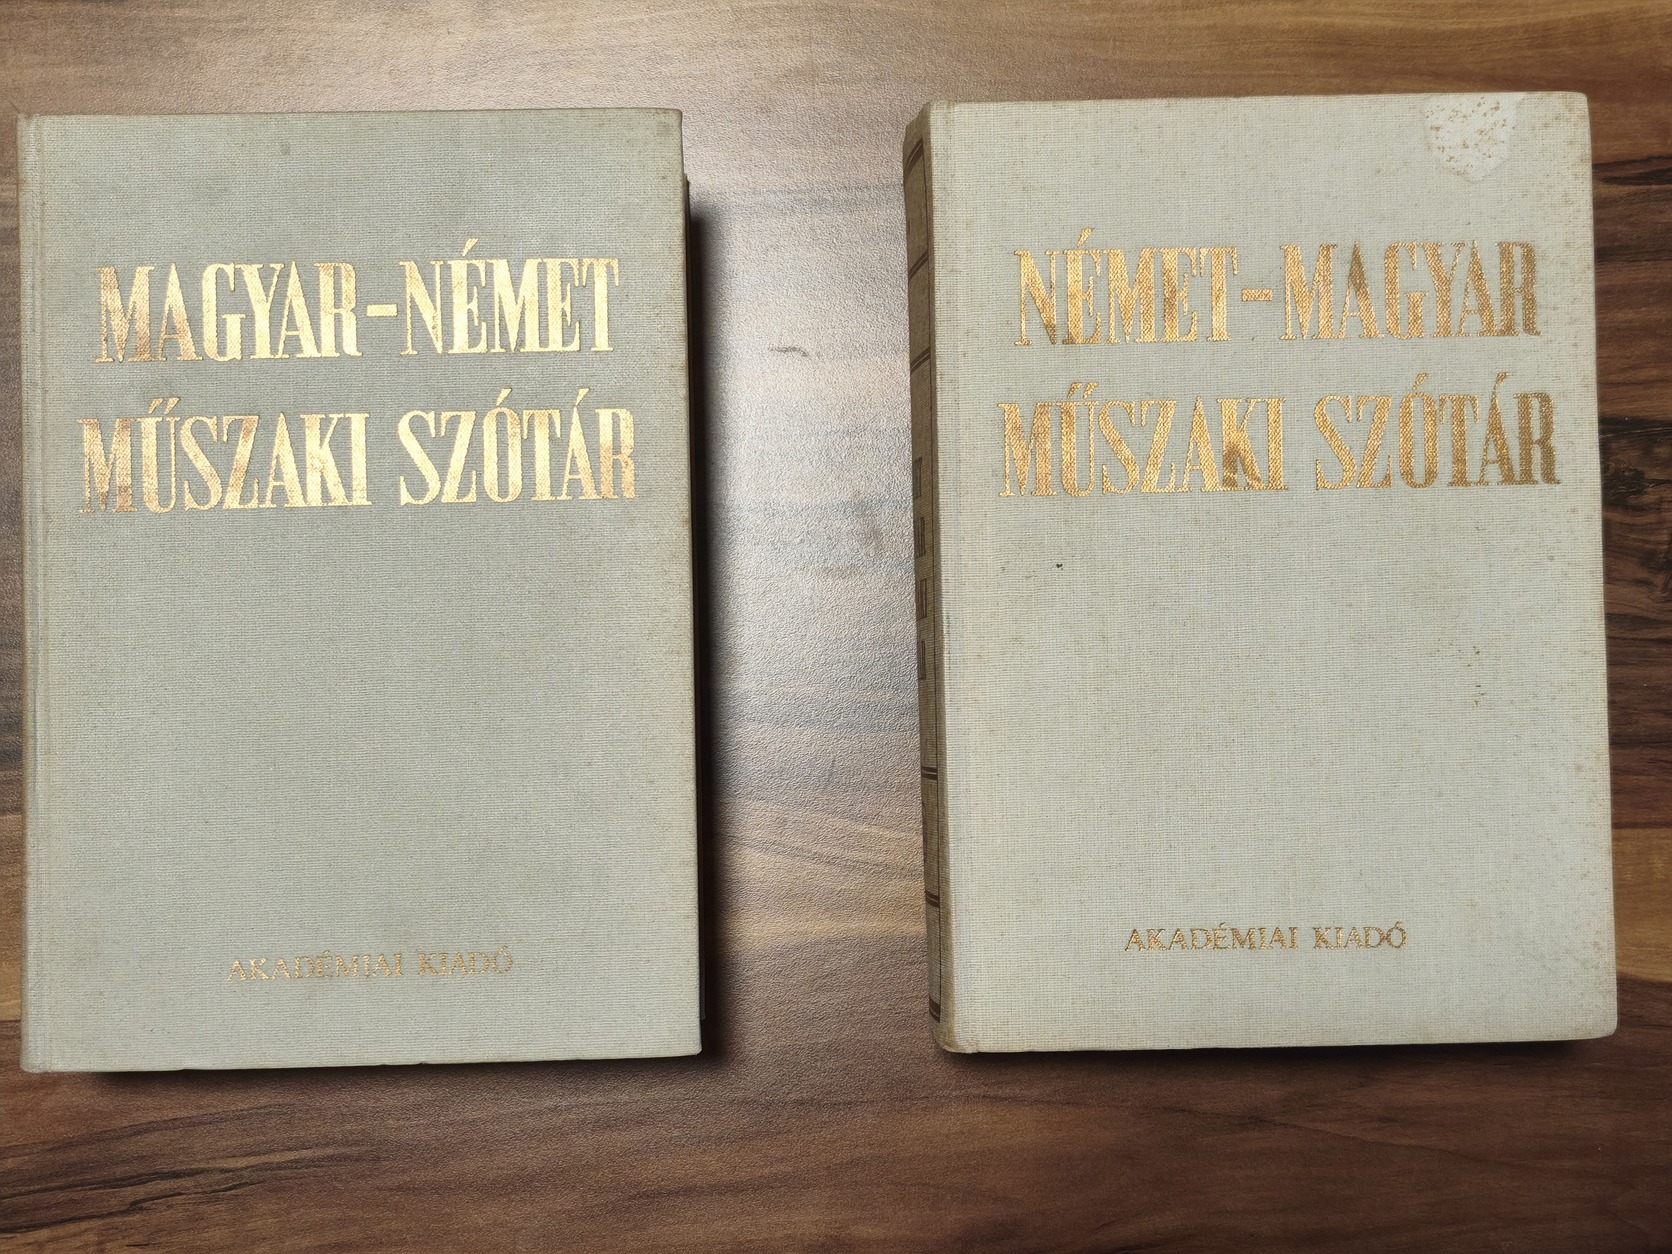 MAGYAR-NÉMET
MŰSZAKI SZÓTÁR
AKADÉMIAI KIADÓ
NÉMET-MAGYAR
MŰSZAKI SZÓTÁR
AKADÉMIAI KIADÓ